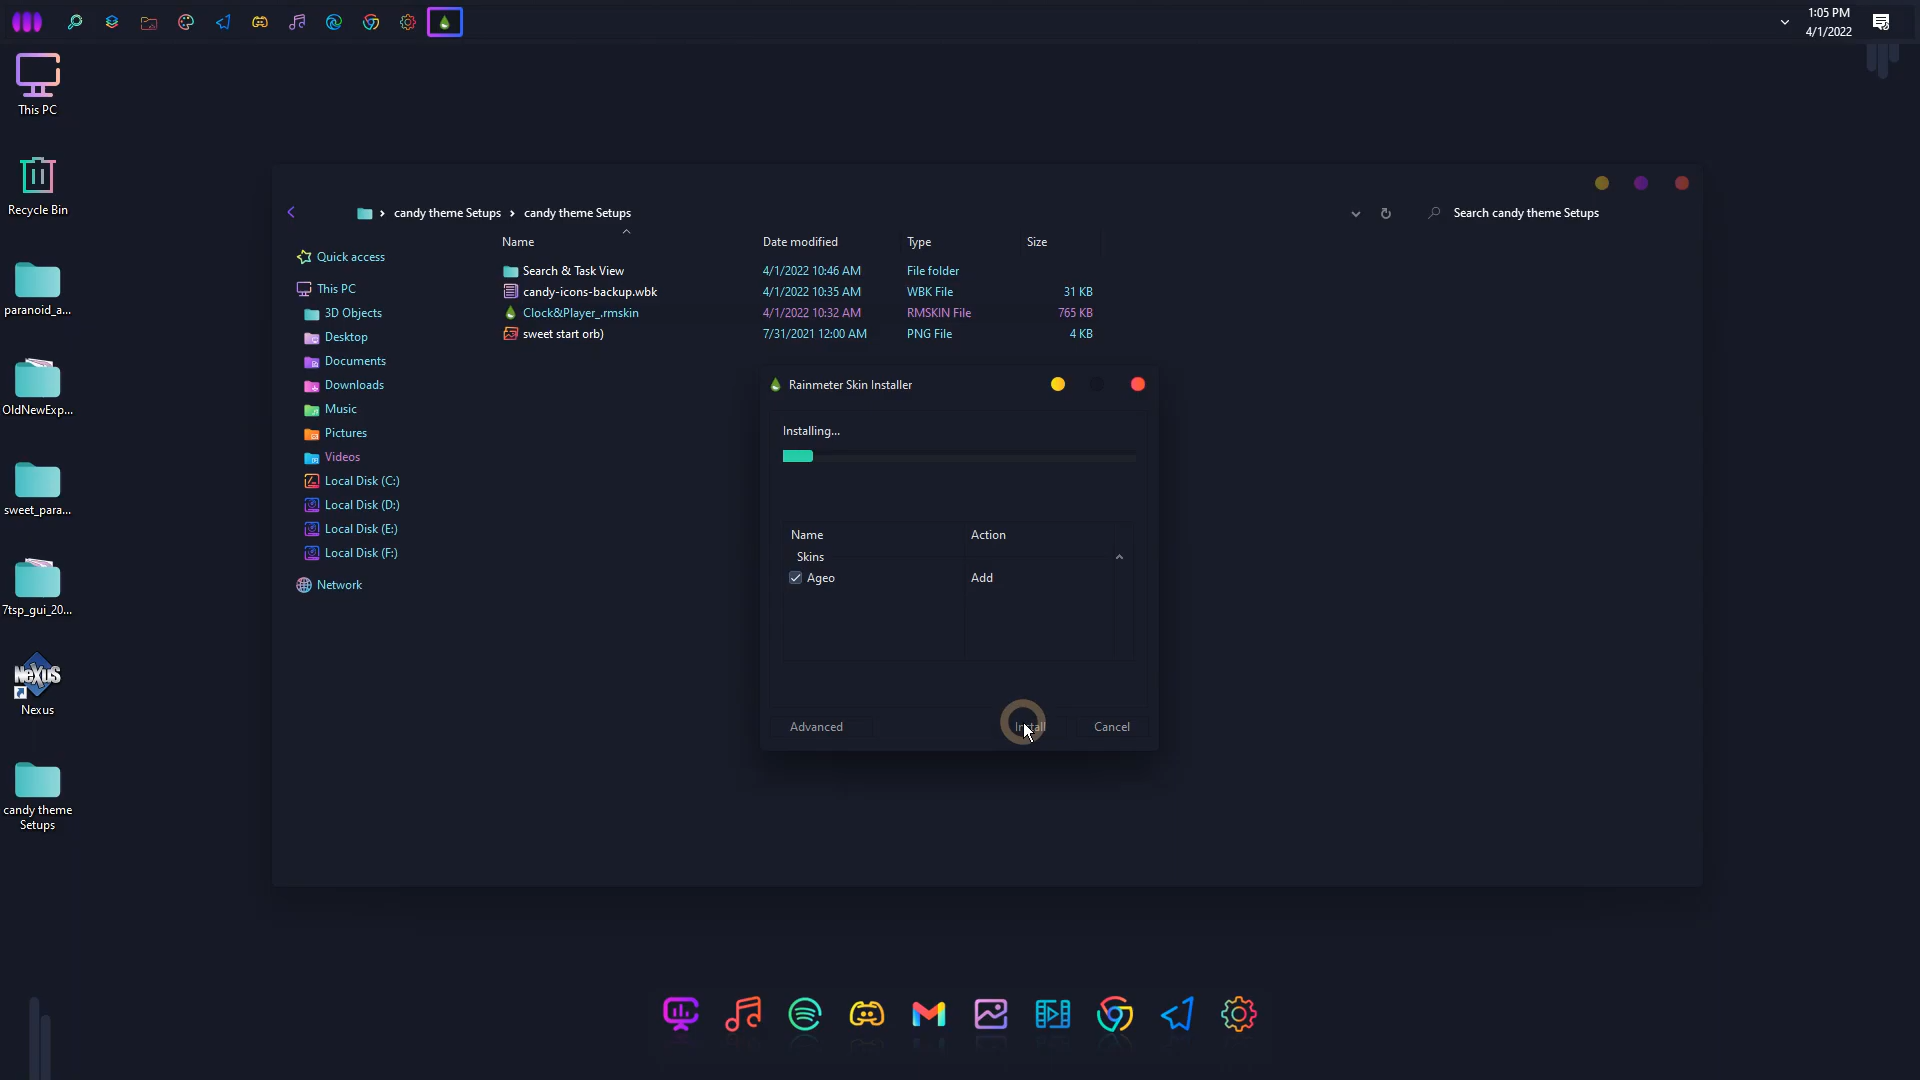 1:05 PM
4/1/2022
This PC
Recycle Bin
paranoid_a...
OldNewExp...
sweet_para...
7tsp_gui_20...
NeXuS
Nexus
candy theme
Setups
candy theme Setups › candy theme Setups
Search candy theme Setups
Quick access
This PC
3D Objects
Desktop
Documents
Downloads
Music
Pictures
Videos
Local Disk (C:)
Local Disk (D:)
Local Disk (E:)
Local Disk (F:)
Network
Name Date modified Type Size
Search & Task View 4/1/2022 10:46 AM File folder
candy-icons-backup.wbk 4/1/2022 10:35 AM WBK File 31 KB
Clock&Player_.rmskin 4/1/2022 10:32 AM RMSKIN File 765 KB
sweet start orb) 7/31/2021 12:00 AM PNG File 4 KB
Rainmeter Skin Installer
Installing...
Name Action
Skins
Ageo Add
Advanced Install Cancel